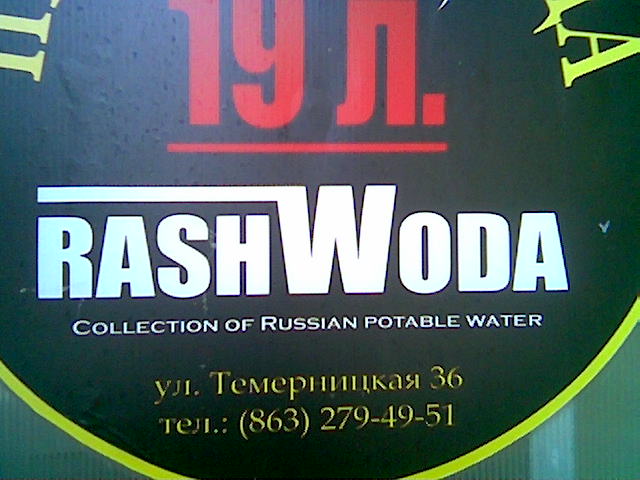 19 Л.
RASHWODA
COLLECTION OF RUSSIAN POTABLE WATER
ул. Темерницкая 36
тел.: (863) 279-49-51